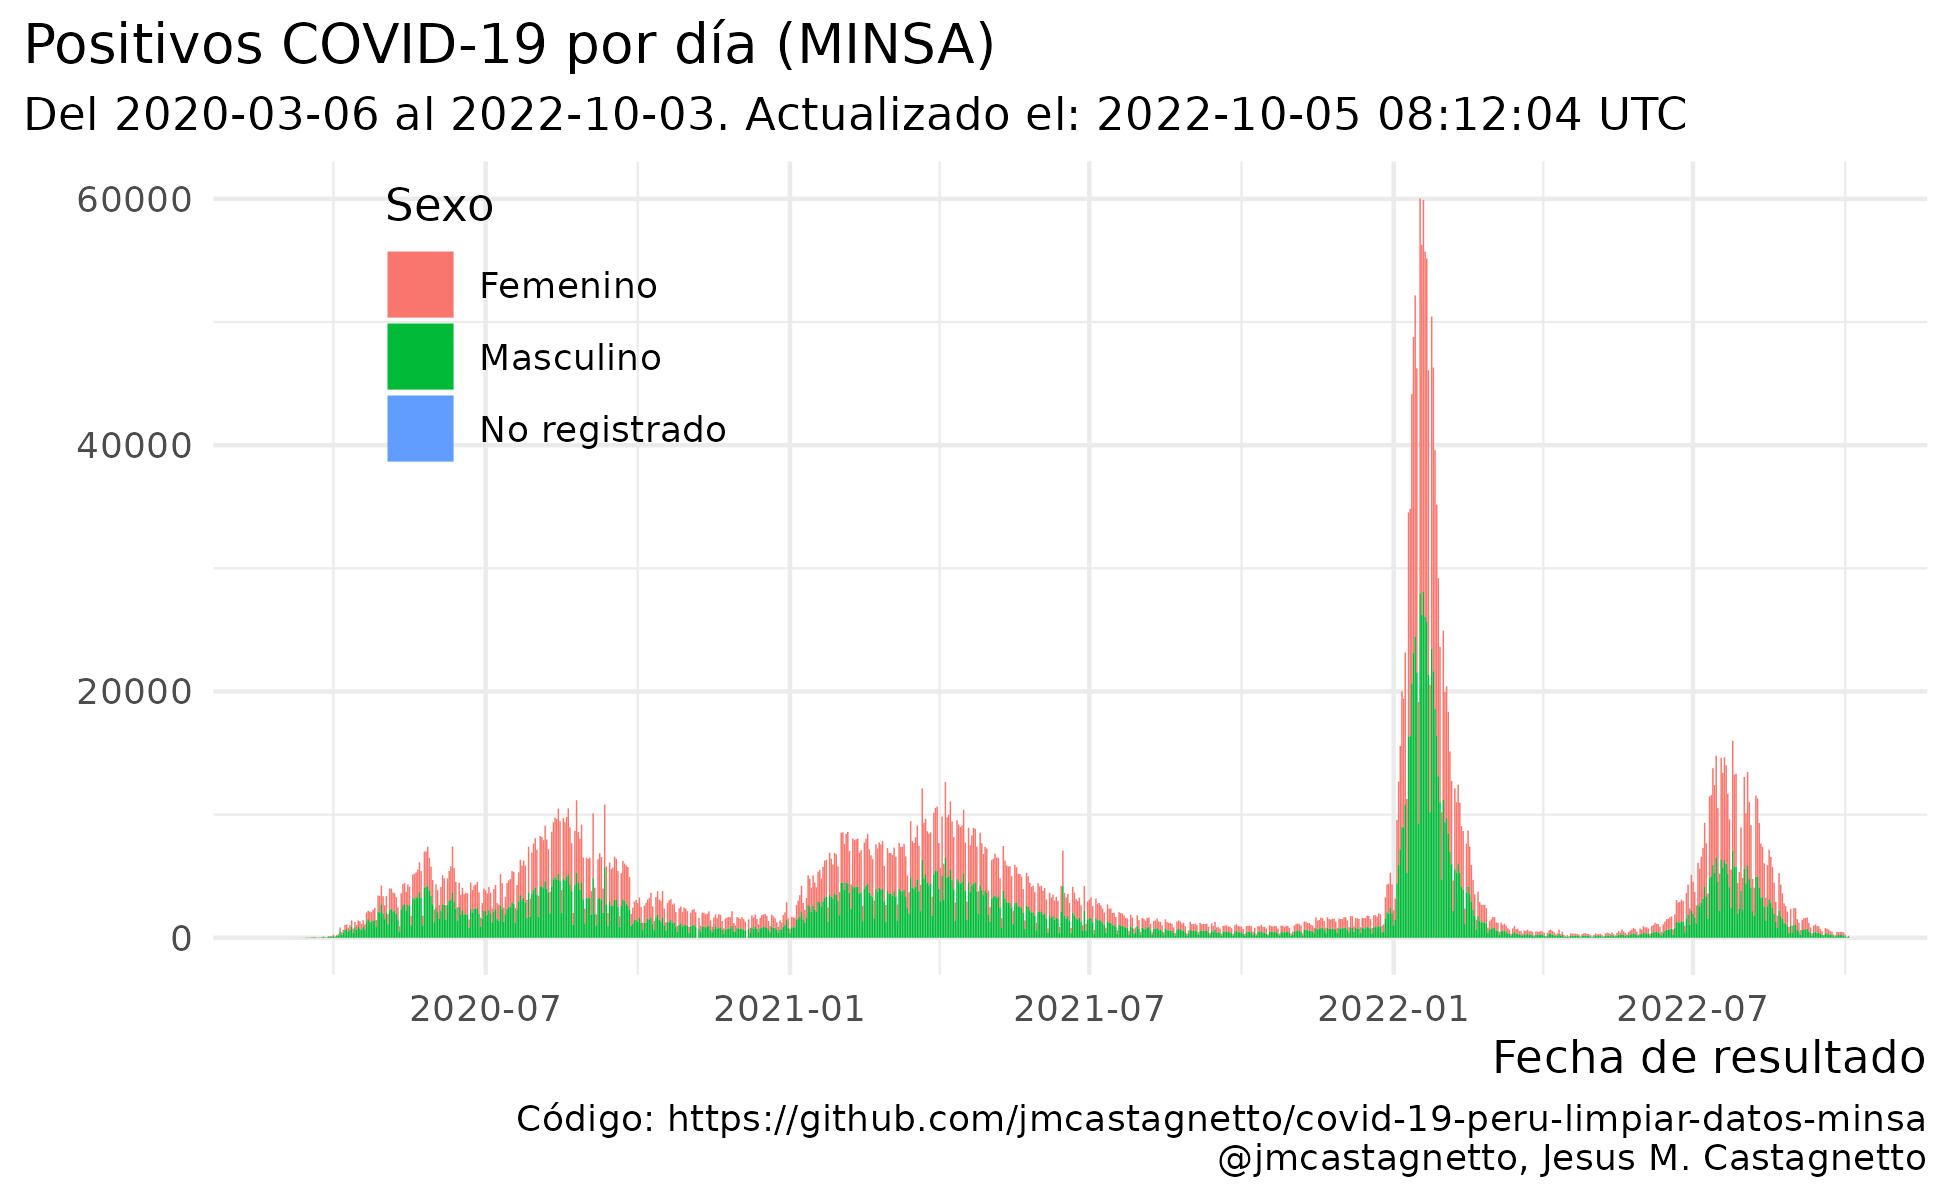 Positivos COVID-19 por día (MINSA)
Del 2020-03-06 al 2022-10-03. Actualizado el: 2022-10-05 08:12:04 UTC
60000
40000
20000
0
Sexo
Femenino
Masculino
No registrado
2020-07 2021-01 2021-07 2022-01 2022-07
Fecha de resultado
Código: https://github.com/jmcastagnetto/covid-19-peru-limpiar-datos-minsa
@jmcastagnetto, Jesus M. Castagnetto